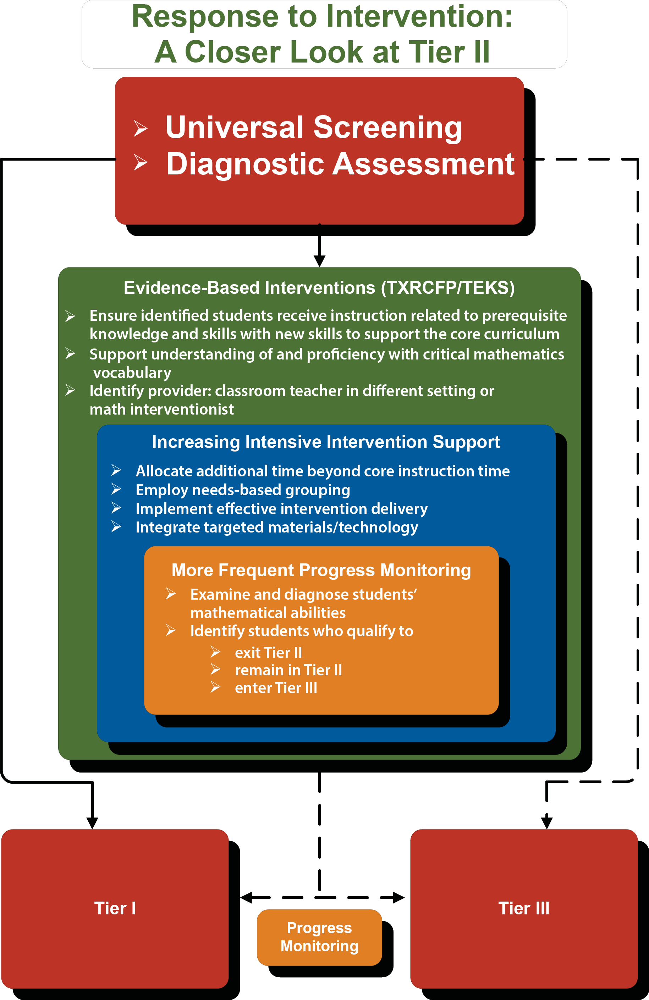 Response to Intervention:
A Closer Look at Tier II
Universal Screening
Diagnostic Assessment
Evidence-Based Interventions (TXRCFP/TEKS)
Ensure identified students receive instruction related to prerequisite
knowledge and skills with new skills to support the core curriculum
Support understanding of and proficiency with critical mathematics
vocabulary
Identify provider: classroom teacher in different setting or
math interventionist
Increasing Intensive Intervention Support
Allocate additional time beyond core instruction time
Employ needs-based grouping
Implement effective intervention delivery
Integrate targeted materials/technology
More Frequent Progress Monitoring
Examine and diagnose students’
mathematical abilities
Identify students who qualify to
exit Tier II
remain in Tier II
enter Tier III
Tier I
Tier III
Progress
Monitoring